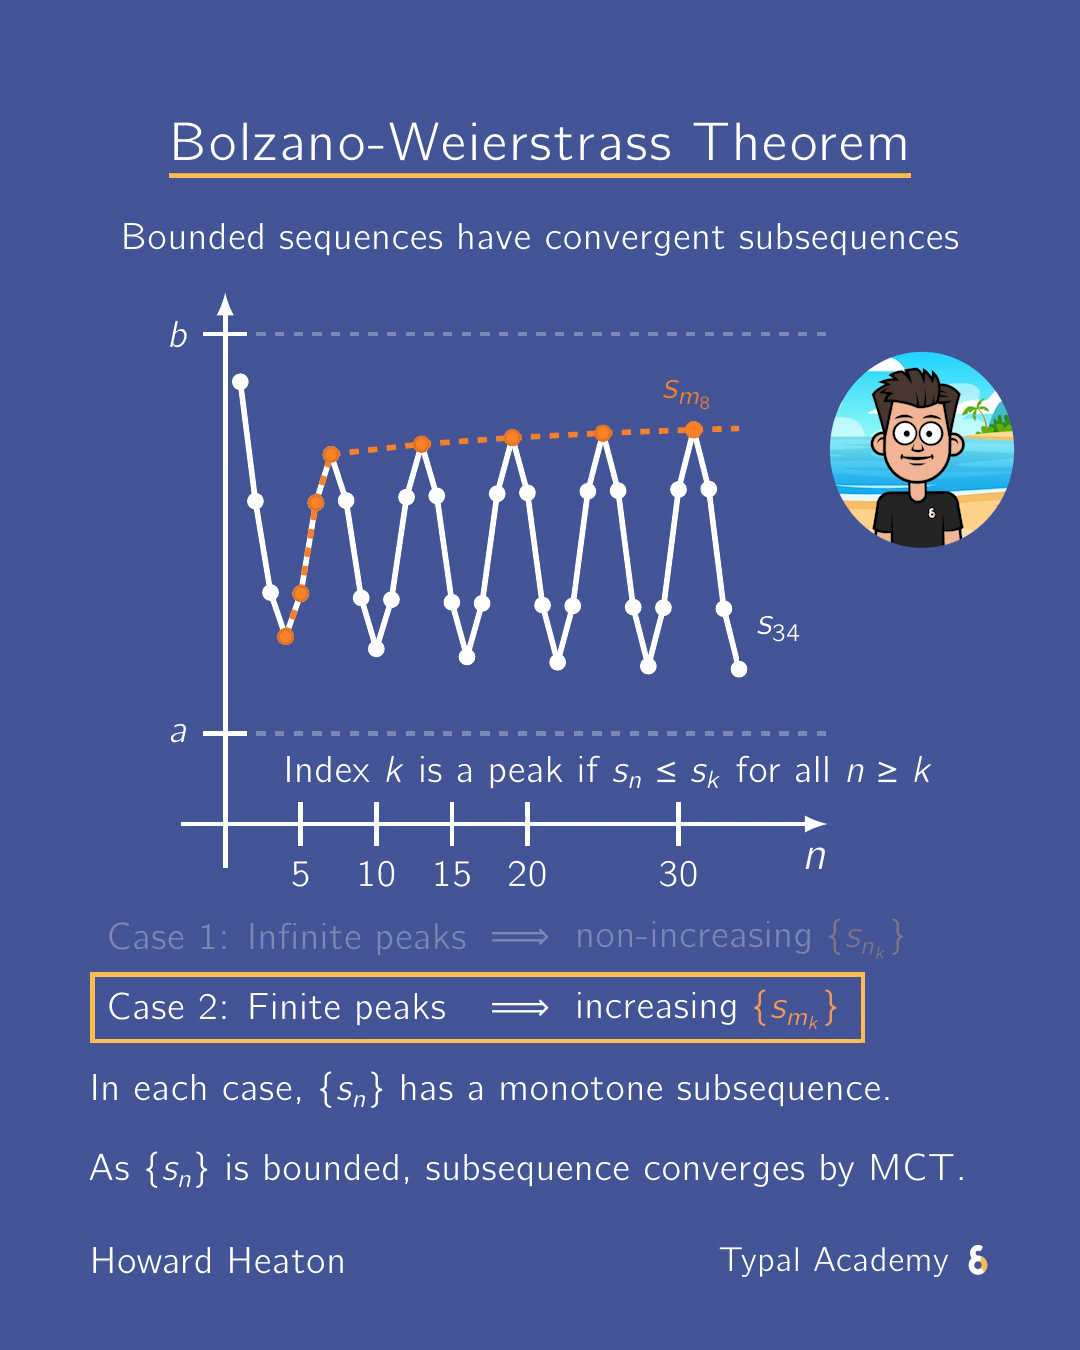 Bolzano-Weierstrass Theorem
Bounded sequences have convergent subsequences
b
s_{m_8}
s_{34}
a
Index k is a peak if s_n ≤ s_k for all n ≥ k
5 10 15 20 30
n
Case 1: Infinite peaks ⟹ non-increasing {s_{n_k}}
Case 2: Finite peaks ⟹ increasing {s_{m_k}}
In each case, {s_n} has a monotone subsequence.
As {s_n} is bounded, subsequence converges by MCT.
Howard Heaton
Typal Academy